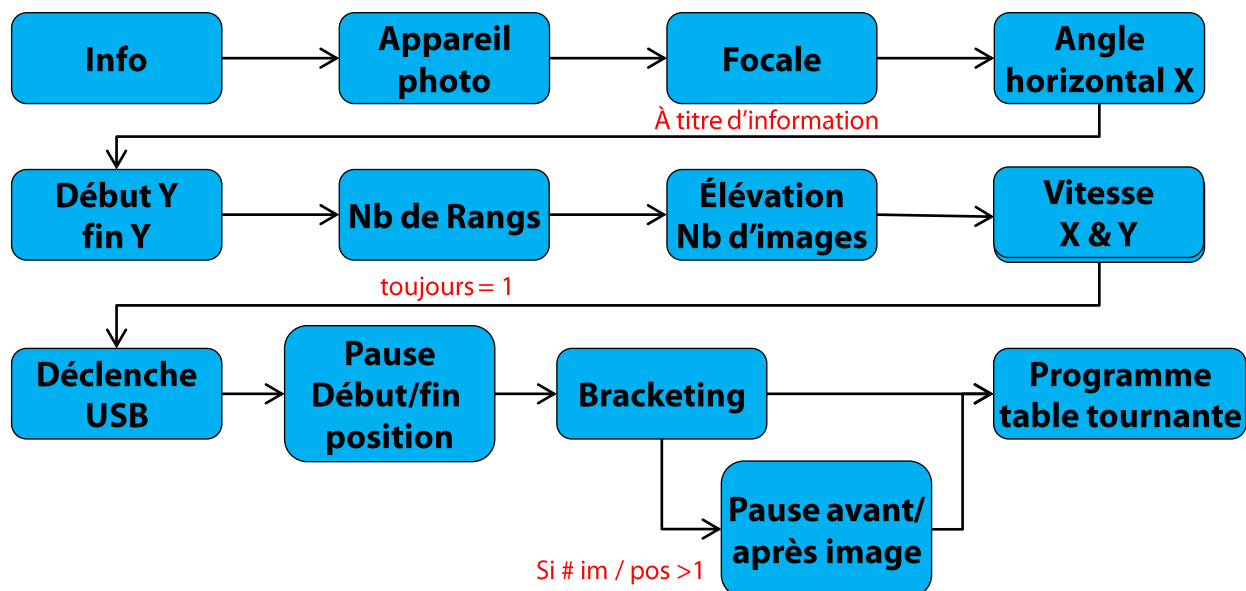 Info
Appareil
photo
Focale
Angle
horizontal X
À titre d'information
Début Y
fin Y
Nb de Rangs
Élévation
Nb d'images
Vitesse
X & Y
toujours = 1
Déclenche
USB
Pause
Début/fin
position
Bracketing
Programme
table tournante
Pause avant/
après image
Si # im / pos >1